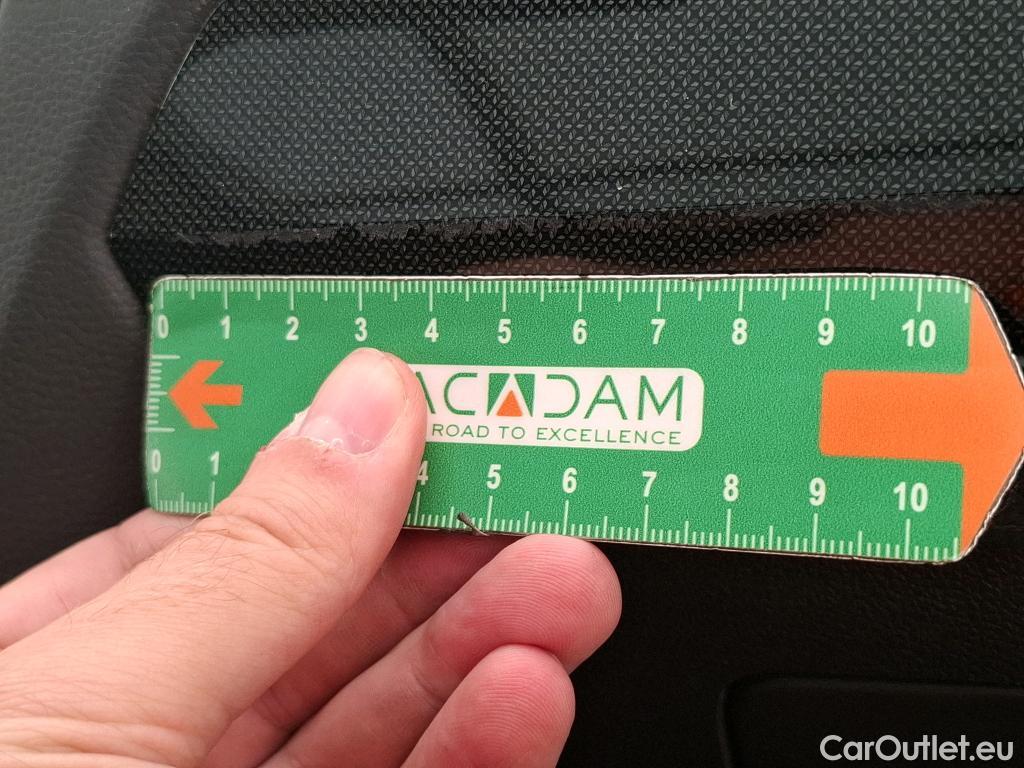 0 1 2 3 4 5 6 7 8 9 10
ACADAM
ROAD TO EXCELLENCE
0 1 4 5 6 7 8 9 10
CarOutlet.eu